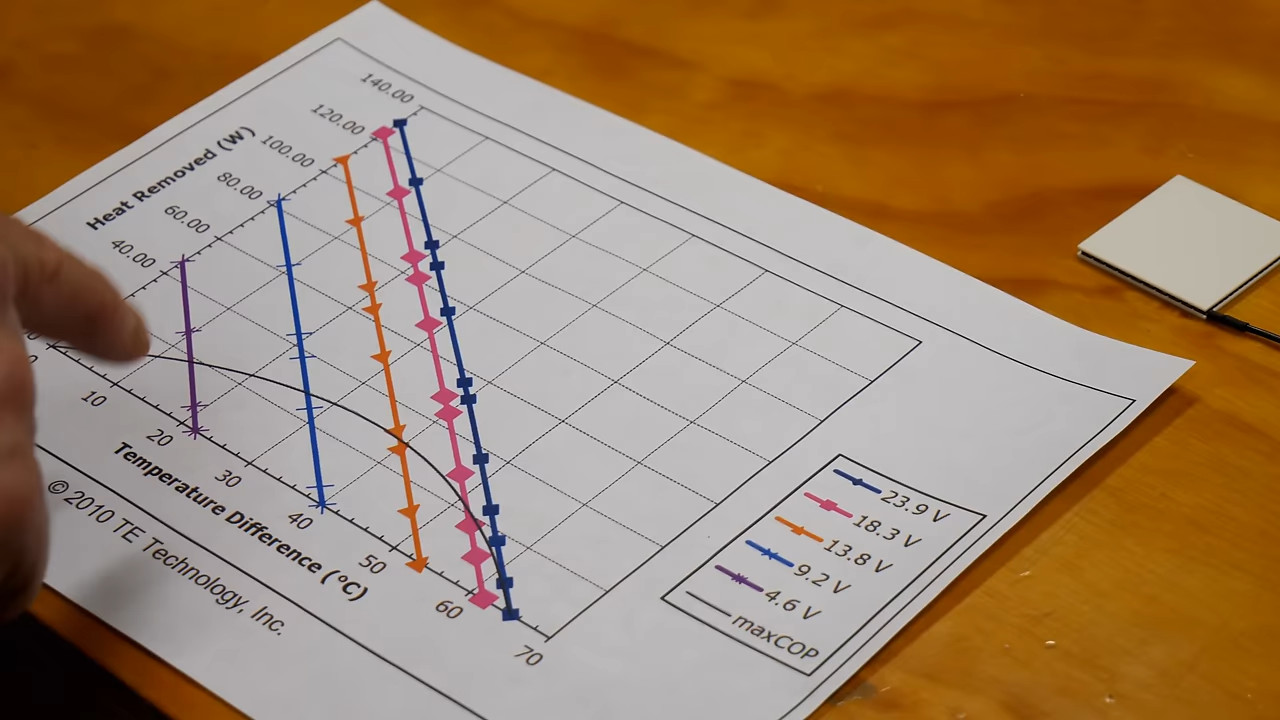 Heat Removed (W)
140.00
120.00
100.00
80.00
60.00
40.00
10
20
30
40
50
60
70
Temperature Difference (°C)
23.9 V
18.3 V
13.8 V
9.2 V
4.6 V
maxCOP
© 2010 TE Technology, Inc.